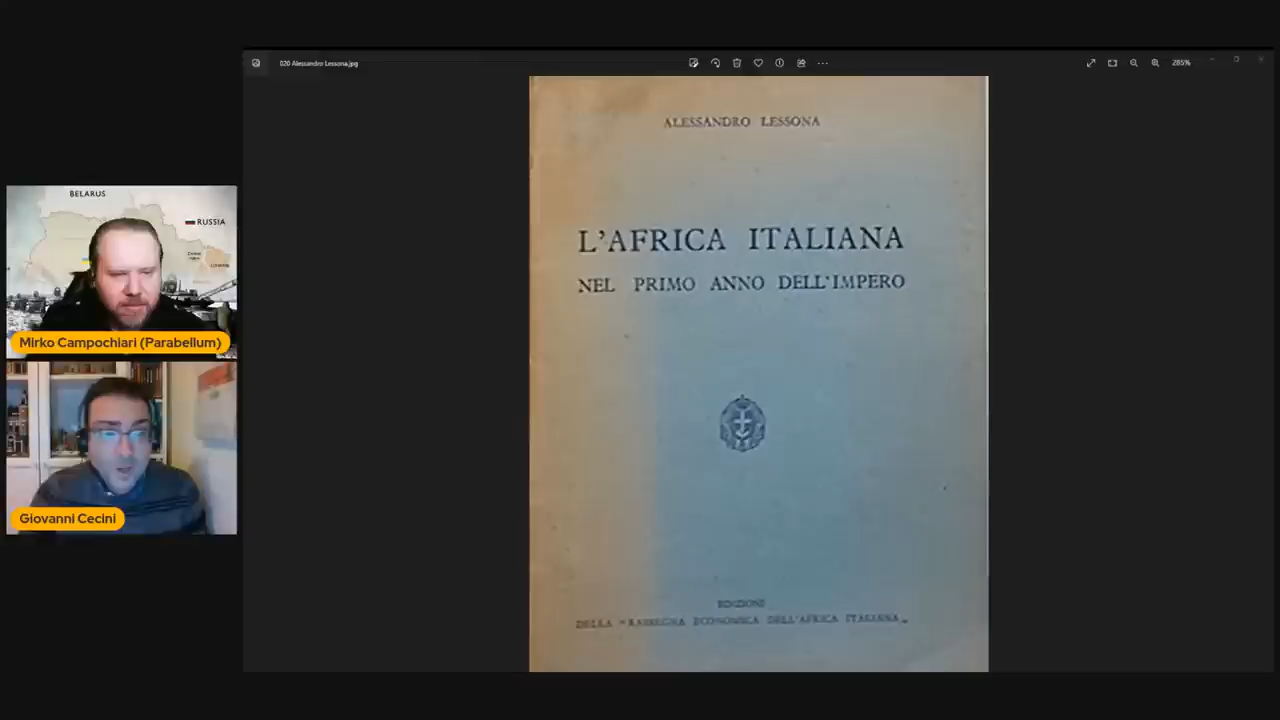 020 Alessandro Lessona.jpg
285%
ALESSANDRO LESSONA
L'AFRICA ITALIANA
NEL PRIMO ANNO DELL'IMPERO
EDIZIONI
DELLA "RASSEGNA ECONOMICA DELL'AFRICA ITALIANA„
BELARUS
RUSSIA
Mirko Campochiari (Parabellum)
Giovanni Cecini